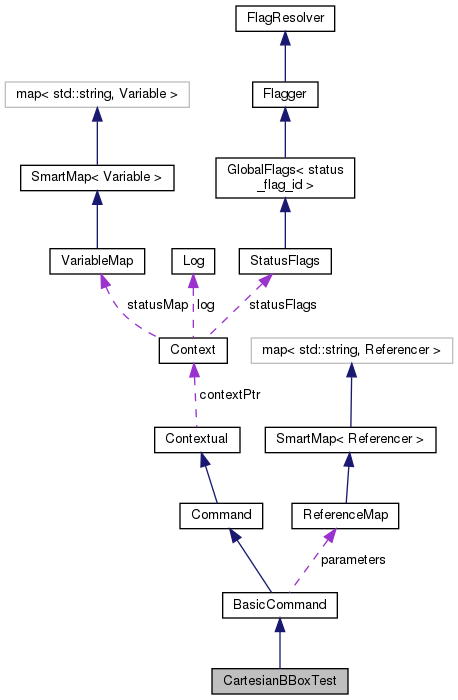 FlagResolver
map< std::string, Variable >
Flagger
SmartMap< Variable >
GlobalFlags< status
_flag_id >
VariableMap
Log
StatusFlags
statusMap
log
statusFlags
Context
map< std::string, Referencer >
contextPtr
Contextual
SmartMap< Referencer >
Command
ReferenceMap
parameters
BasicCommand
CartesianBBoxTest